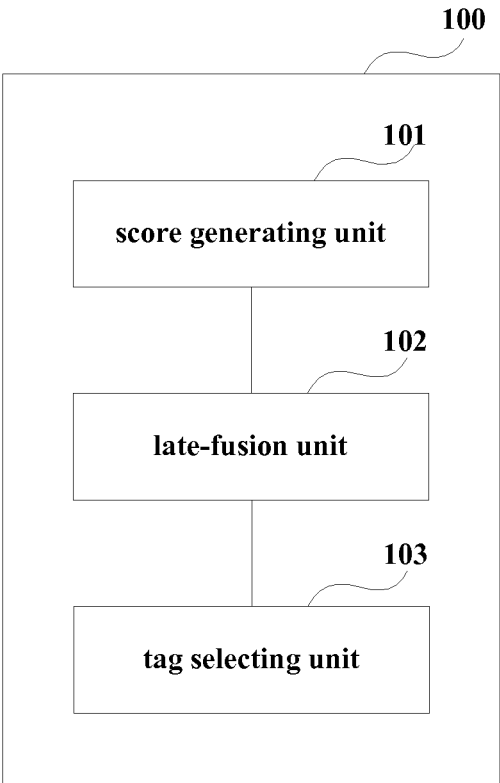 100
101
score generating unit
102
late-fusion unit
103
tag selecting unit